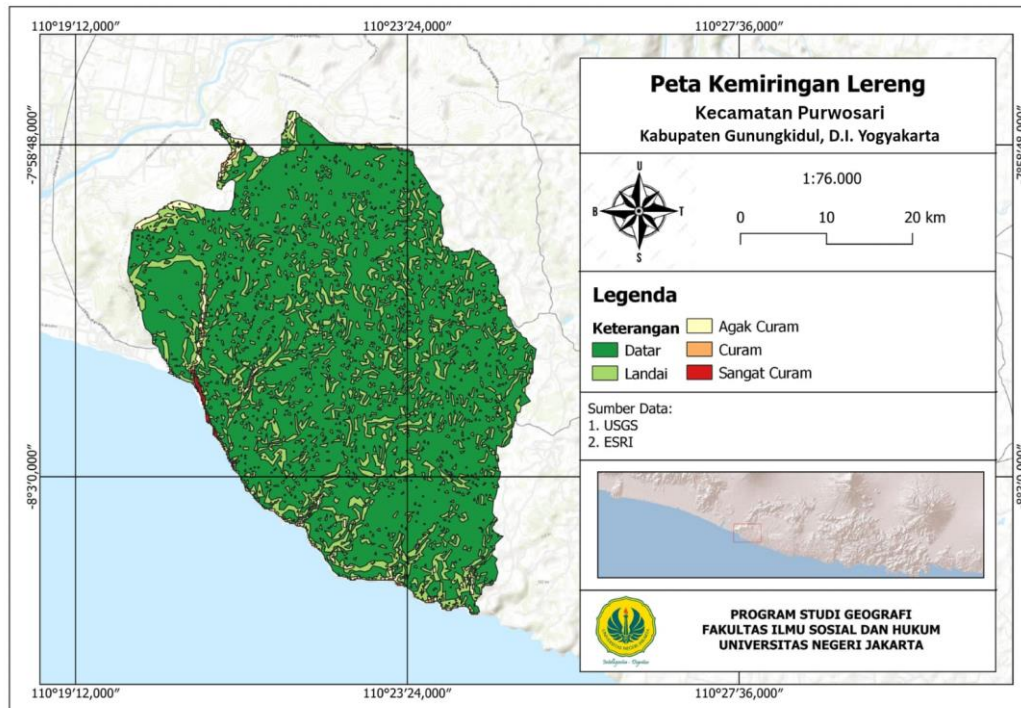 110°19'12,000″ 110°23'24,000″ 110°27'36,000″
-7°58'48,000″
-8°3'0,000″
Peta Kemiringan Lereng
Kecamatan Purwosari
Kabupaten Gunungkidul, D.I. Yogyakarta
U
B T
S
1:76.000
0 10 20 km
Legenda
Keterangan
Datar
Landai
Agak Curam
Curam
Sangat Curam
Sumber Data:
1. USGS
2. ESRI
PROGRAM STUDI GEOGRAFI
FAKULTAS ILMU SOSIAL DAN HUKUM
UNIVERSITAS NEGERI JAKARTA
110°19'12,000″ 110°23'24,000″ 110°27'36,000″